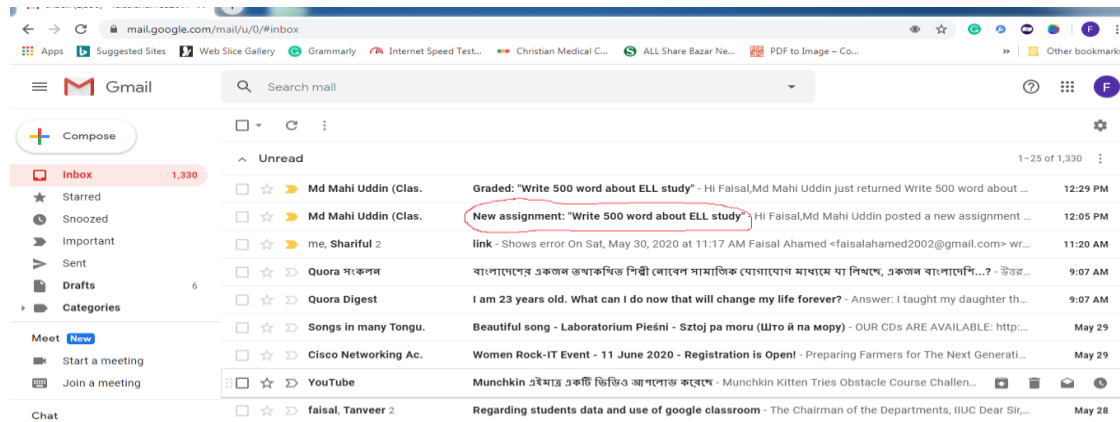 mail.google.com/mail/u/0/#inbox
Apps Suggested Sites Web Slice Gallery Grammarly Internet Speed Test... Christian Medical C... ALL Share Bazar Ne... PDF to Image – Co... » Other bookmark
Gmail Search mail F
Compose
Unread 1–25 of 1,330
Inbox 1,330
Starred
Snoozed
Important
Sent
Drafts 6
Categories
Meet New
Start a meeting
Join a meeting
Chat
Md Mahi Uddin (Clas. Graded: "Write 500 word about ELL study" - Hi Faisal,Md Mahi Uddin just returned Write 500 word about ... 12:29 PM
Md Mahi Uddin (Clas. New assignment: "Write 500 word about ELL study" - Hi Faisal,Md Mahi Uddin posted a new assignment ... 12:05 PM
me, Shariful 2 link - Shows error On Sat, May 30, 2020 at 11:17 AM Faisal Ahamed <faisalahamed2002@gmail.com> wr... 11:20 AM
Quora সংকলন বাংলাদেশের একজন তথাকথিত শিল্পী নোবেল সামাজিক যোগাযোগ মাধ্যমে যা লিখছে, একজন বাংলাদেশি...? - উত্তর... 9:07 AM
Quora Digest I am 23 years old. What can I do now that will change my life forever? - Answer: I taught my daughter th... 9:07 AM
Songs in many Tongu. Beautiful song - Laboratorium Pieśni - Sztoj pa moru (Што й па мору) - OUR CDs ARE AVAILABLE: http:... May 29
Cisco Networking Ac. Women Rock-IT Event - 11 June 2020 - Registration is Open! - Preparing Farmers for The Next Generati... May 29
YouTube Munchkin এইমাত্র একটি ভিডিও আপলোড করেছে - Munchkin Kitten Tries Obstacle Course Challen...
faisal, Tanveer 2 Regarding students data and use of google classroom - The Chairman of the Departments, IIUC Dear Sir,... May 28